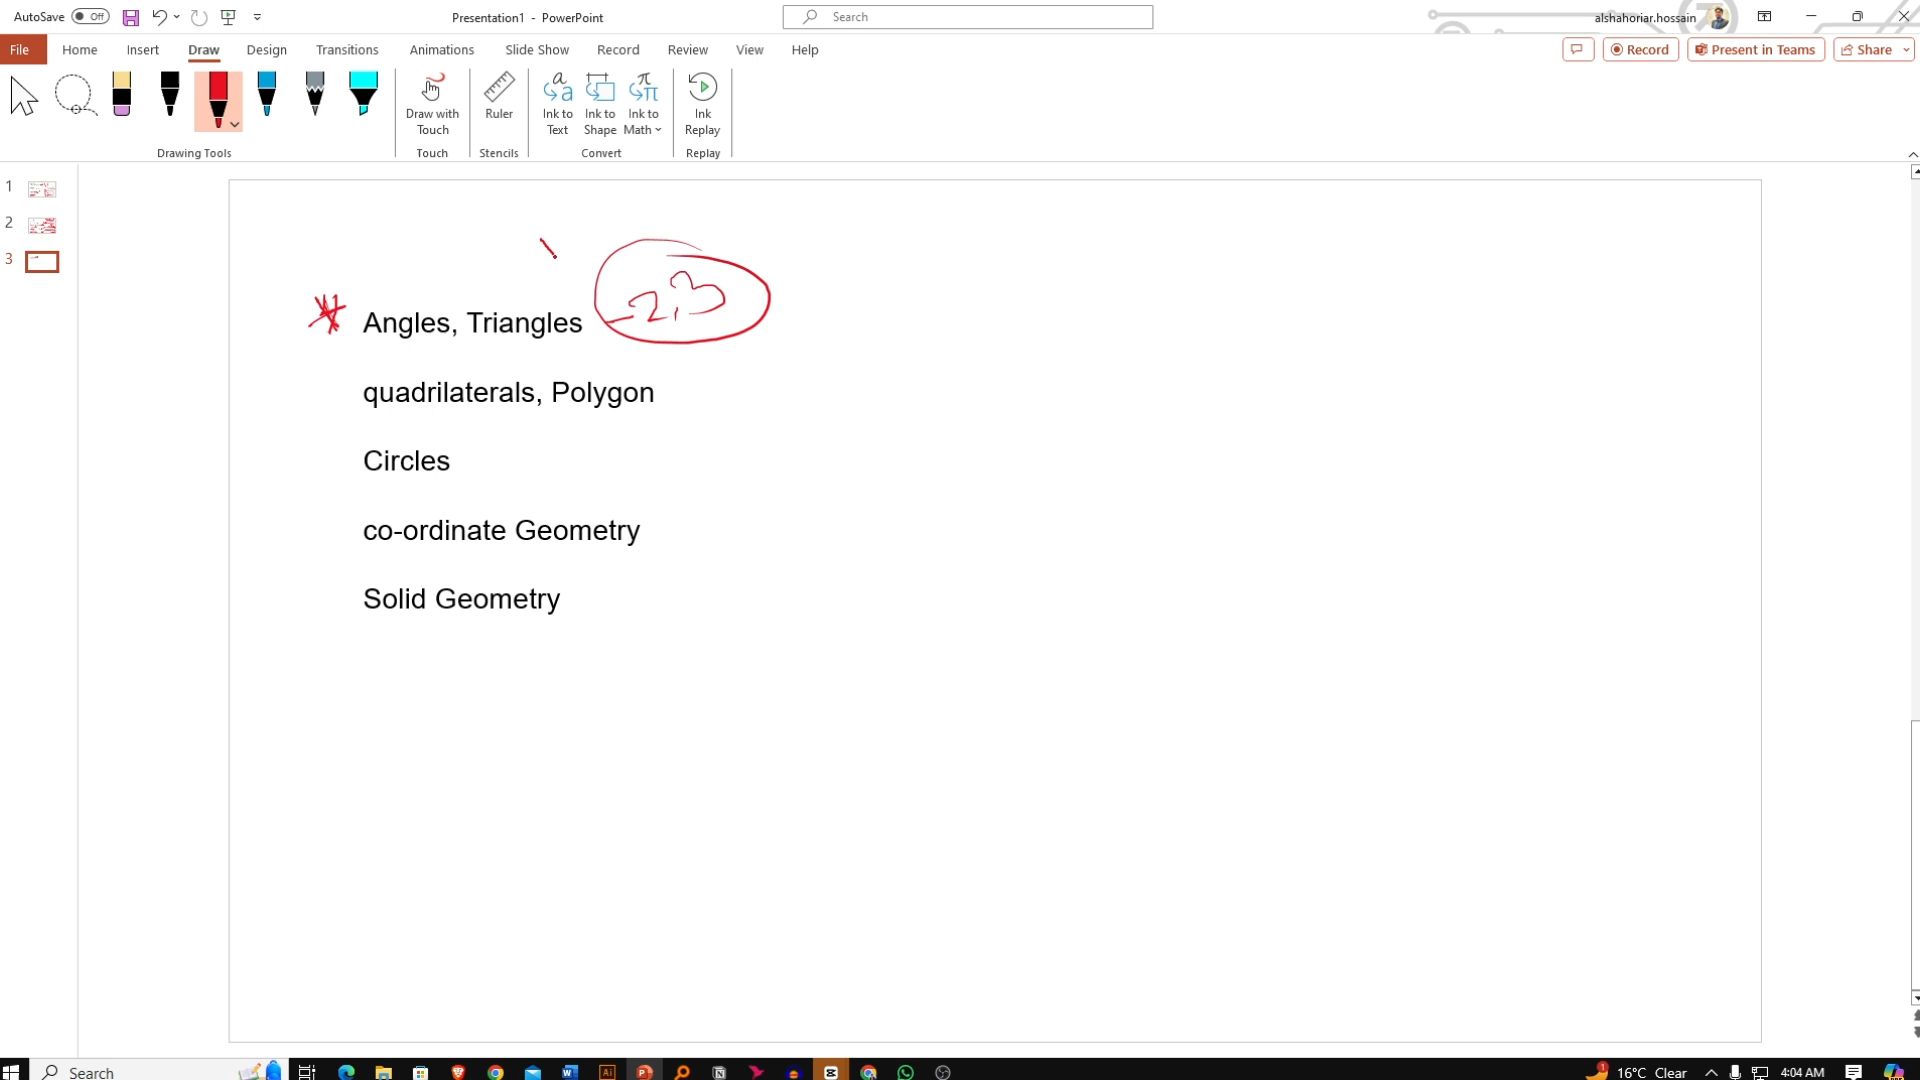 AutoSave Off Presentation1 - PowerPoint Search alshahoriar.hossain
File Home Insert Draw Design Transitions Animations Slide Show Record Review View Help Record Present in Teams Share
Draw with Touch Ruler Ink to Text Ink to Shape Ink to Math Ink Replay
Drawing Tools Touch Stencils Convert Replay
1
2
3
Angles, Triangles - 2,3
quadrilaterals, Polygon
Circles
co-ordinate Geometry
Solid Geometry
Search 16°C Clear 4:04 AM